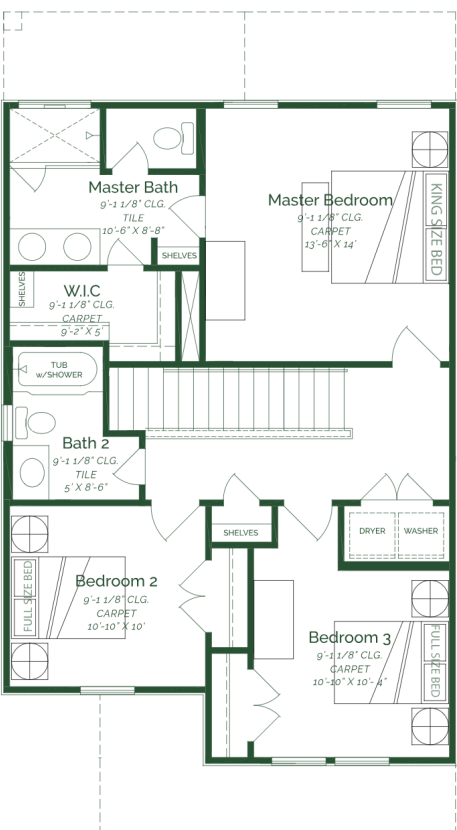 Master Bath
9'-1 1/8" CLG.
TILE
10'-6" X 8'-8"
SHELVES
Master Bedroom
9'-1 1/8" CLG.
CARPET
13'-6" X 14'
KING SIZE BED
SHELVES
W.I.C
9'-1 1/8" CLG.
CARPET
9'-2" X 5'
TUB
w/SHOWER
Bath 2
9'-1 1/8" CLG.
TILE
5' X 8'-6"
SHELVES
DRYER
WASHER
FULL SIZE BED
Bedroom 2
9'-1 1/8" CLG.
CARPET
10'-10" X 10'
Bedroom 3
9'-1 1/8" CLG.
CARPET
10'-10" X 10'- 4"
FULL SIZE BED